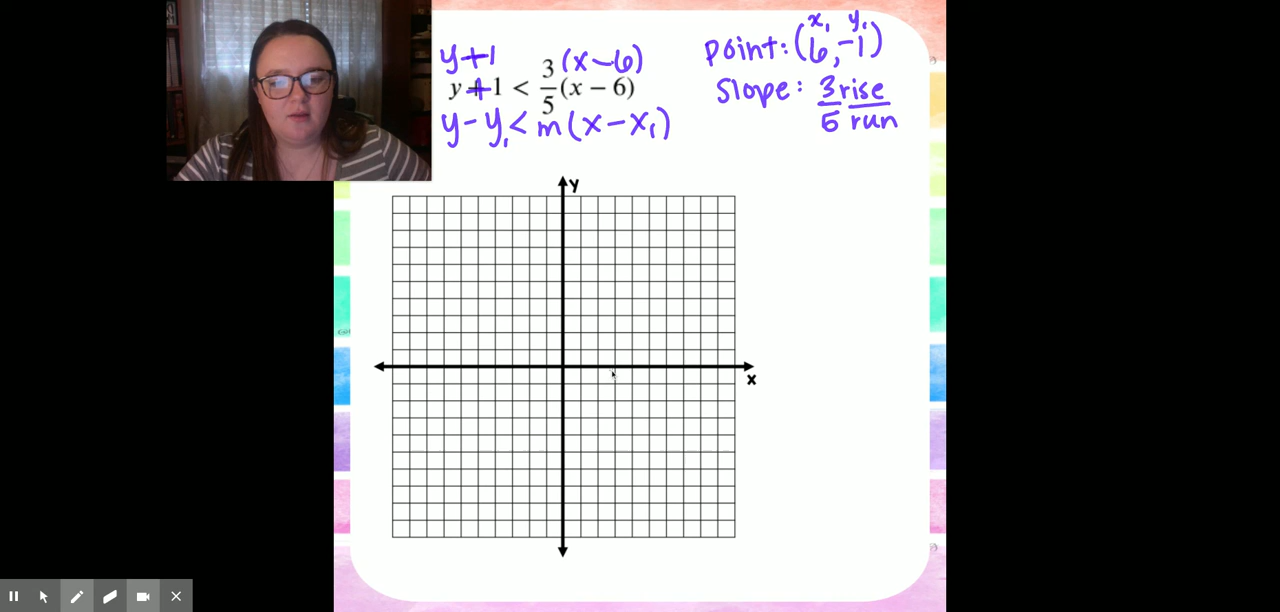 y+1 (x-6)
y + 1 < 3/5 (x - 6)
y - y₁ < m (x - x₁)
x₁ y₁
point: (6, -1)
Slope: 3/5 rise/run
y
x